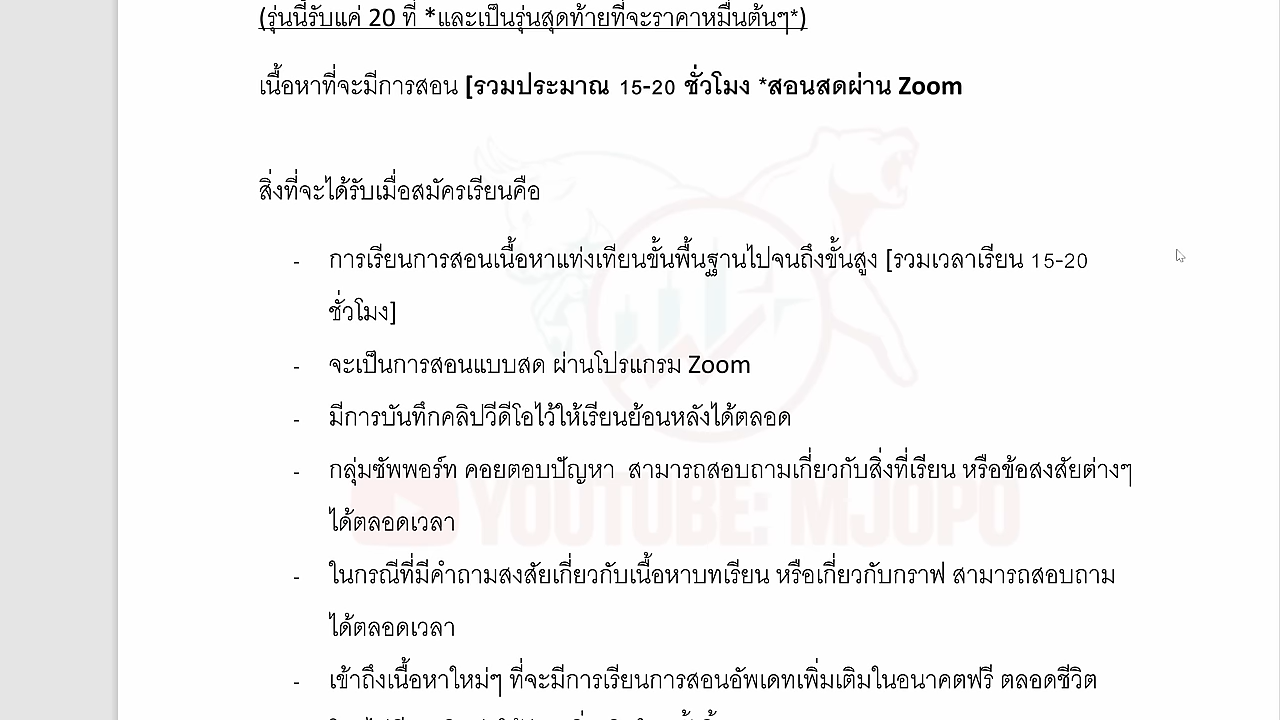 (รุ่นนี้รับแค่ 20 ที่ *และเป็นรุ่นสุดท้ายที่จะราคาหมื่นต้นๆ*)
เนื้อหาที่จะมีการสอน [รวมประมาณ 15-20 ชั่วโมง *สอนสดผ่าน Zoom
สิ่งที่จะได้รับเมื่อสมัครเรียนคือ
- การเรียนการสอนเนื้อหาแท่งเทียนขั้นพื้นฐานไปจนถึงขั้นสูง [รวมเวลาเรียน 15-20
ชั่วโมง]
- จะเป็นการสอนแบบสด ผ่านโปรแกรม Zoom
- มีการบันทึกคลิปวีดีโอไว้ให้เรียนย้อนหลังได้ตลอด
- กลุ่มซัพพอร์ท คอยตอบปัญหา สามารถสอบถามเกี่ยวกับสิ่งที่เรียน หรือข้อสงสัยต่างๆ
ได้ตลอดเวลา
YOUTUBE: MJOPU
- ในกรณีที่มีคำถามสงสัยเกี่ยวกับเนื้อหาบทเรียน หรือเกี่ยวกับกราฟ สามารถสอบถาม
ได้ตลอดเวลา
- เข้าถึงเนื้อหาใหม่ๆ ที่จะมีการเรียนการสอนอัพเดทเพิ่มเติมในอนาคตฟรี ตลอดชีวิต